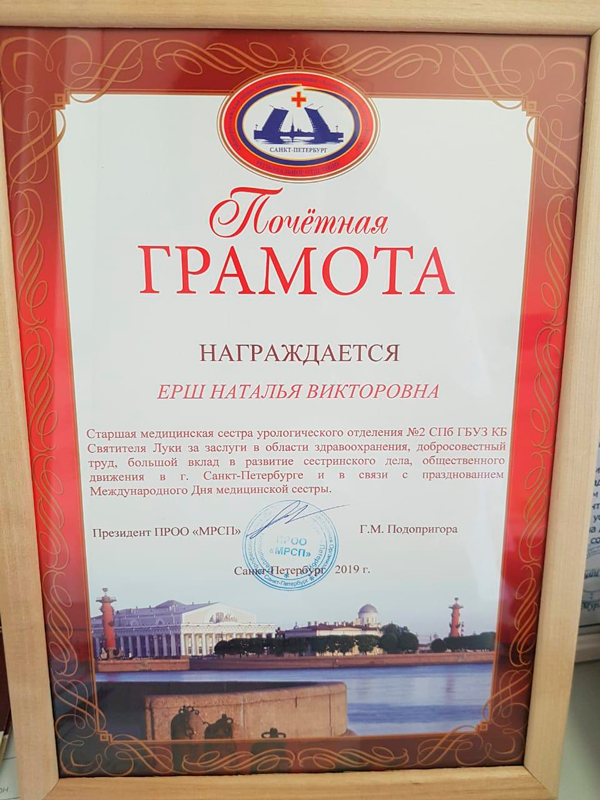 САНКТ-ПЕТЕРБУРГ
Почётная
ГРАМОТА
НАГРАЖДАЕТСЯ
ЕРШ НАТАЛЬЯ ВИКТОРОВНА
Старшая медицинская сестра урологического отделения №2 СПб ГБУЗ КБ
Святителя Луки за заслуги в области здравоохранения, добросовестный
труд, большой вклад в развитие сестринского дела, общественного
движения в г. Санкт-Петербурге и в связи с празднованием
Международного Дня медицинской сестры.
Президент ПРОО «МРСП» Г.М. Подопригора
ПРОО
«МРСП»
Санкт-Петербург 2019 г.